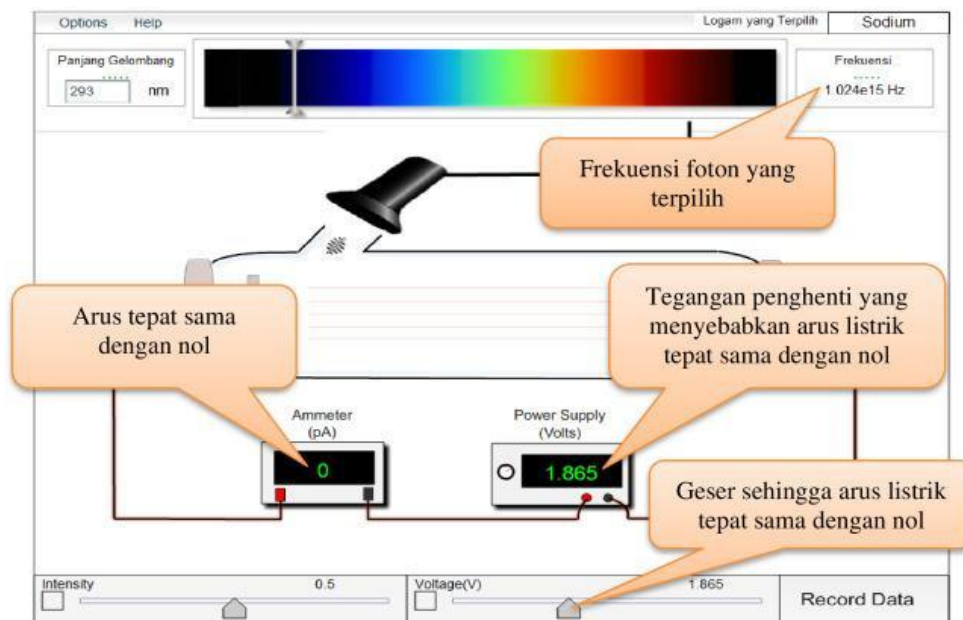 Options Help
Logam yang Terpilih
Sodium
Panjang Gelombang
293 nm
Frekuensi
1.024e15 Hz
Frekuensi foton yang
terpilih
Arus tepat sama
dengan nol
Tegangan penghenti yang
menyebabkan arus listrik
tepat sama dengan nol
Ammeter
(pA)
0
Power Supply
(Volts)
1.865
Geser sehingga arus listrik
tepat sama dengan nol
Intensity 0.5
Voltage(V) 1.865
Record Data